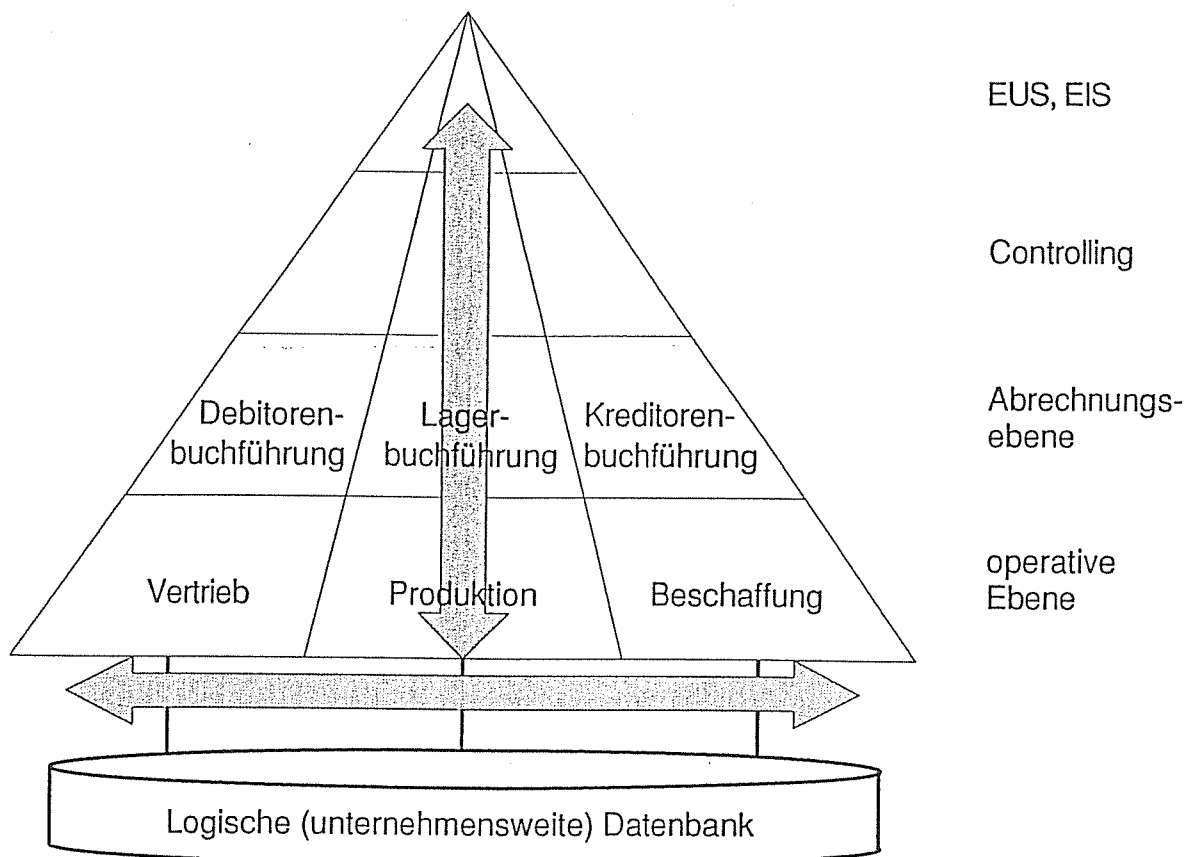 EUS, EIS
Controlling
Debitoren-
buchführung
Lager-
buchführung
Kreditoren-
buchführung
Abrechnungs-
ebene
Vertrieb
Produktion
Beschaffung
operative
Ebene
Logische (unternehmensweite) Datenbank